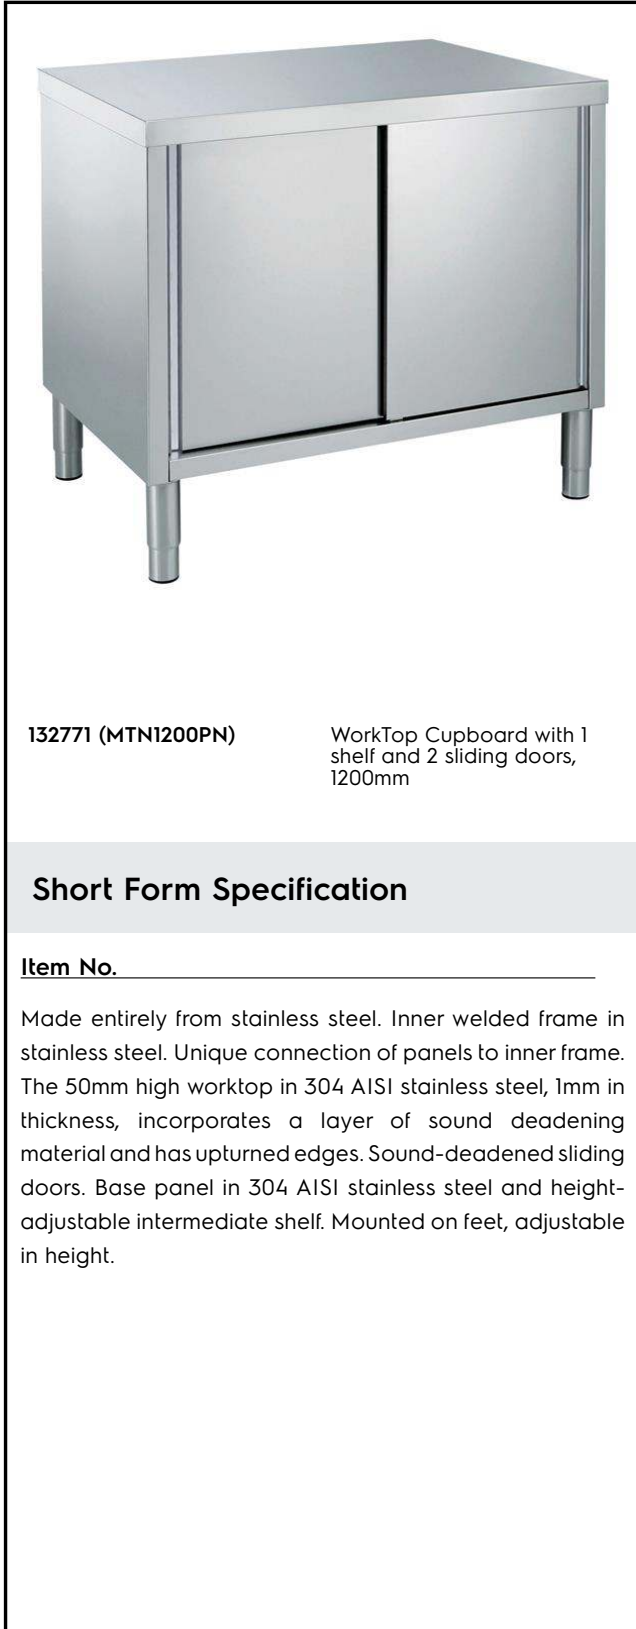 132771 (MTN1200PN)
WorkTop Cupboard with 1
shelf and 2 sliding doors,
1200mm
Short Form Specification
Item No.
Made entirely from stainless steel. Inner welded frame in
stainless steel. Unique connection of panels to inner frame.
The 50mm high worktop in 304 AISI stainless steel, 1mm in
thickness, incorporates a layer of sound deadening
material and has upturned edges. Sound-deadened sliding
doors. Base panel in 304 AISI stainless steel and height-
adjustable intermediate shelf. Mounted on feet, adjustable
in height.